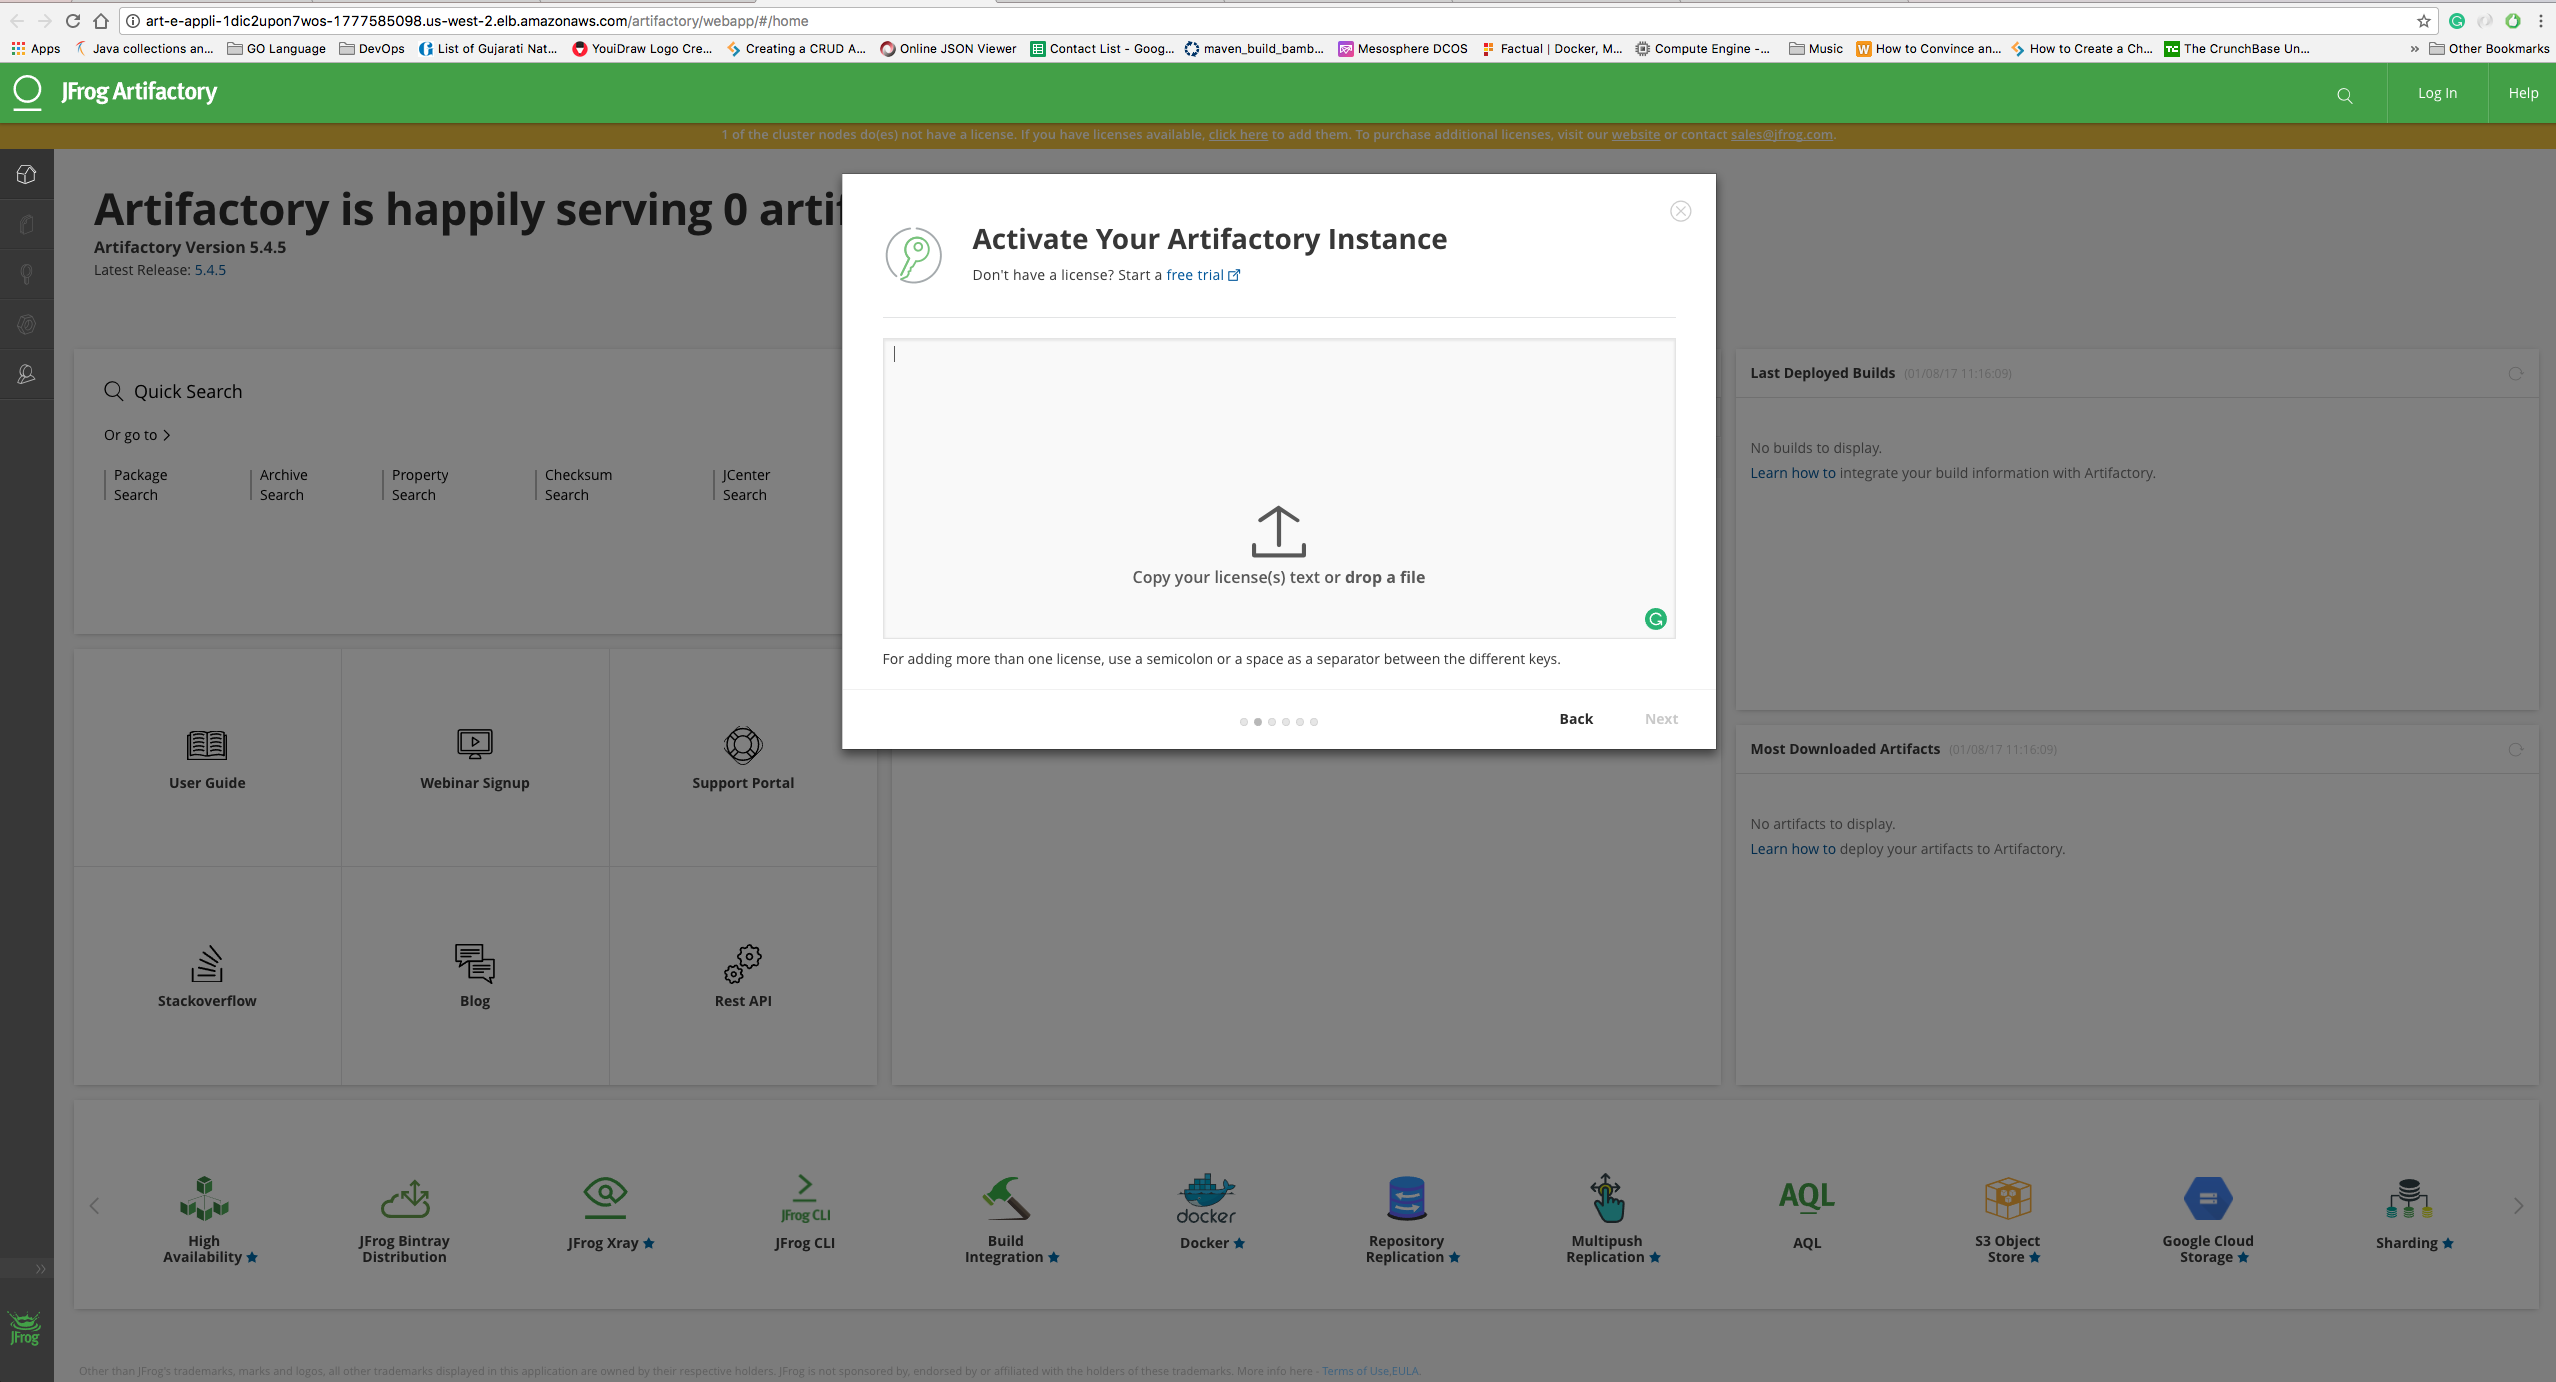 art-e-appli-1dic2upon7wos-1777585098.us-west-2.elb.amazonaws.com/artifactory/webapp/#/home
Apps Java collections an... GO Language DevOps List of Gujarati Nat... YouiDraw Logo Cre... Creating a CRUD A... Online JSON Viewer Contact List - Goog... maven_build_bamb... Mesosphere DCOS Factual | Docker, M... Compute Engine -... Music How to Convince an... How to Create a Ch... The CrunchBase Un... » Other Bookmarks
JFrog Artifactory
Log In
Help
1 of the cluster nodes do(es) not have a license. If you have licenses available, click here to add them. To purchase additional licenses, visit our website or contact sales@jfrog.com.
Artifactory is happily serving 0 artif
Artifactory Version 5.4.5
Latest Release: 5.4.5
Activate Your Artifactory Instance
Don't have a license? Start a free trial
Copy your license(s) text or drop a file
For adding more than one license, use a semicolon or a space as a separator between the different keys.
Back
Next
Quick Search
Or go to >
Package Search
Archive Search
Property Search
Checksum Search
JCenter Search
Last Deployed Builds (01/08/17 11:16:09)
No builds to display.
Learn how to integrate your build information with Artifactory.
Most Downloaded Artifacts (01/08/17 11:16:09)
No artifacts to display.
Learn how to deploy your artifacts to Artifactory.
User Guide
Webinar Signup
Support Portal
Stackoverflow
Blog
Rest API
High Availability
JFrog Bintray Distribution
JFrog Xray
JFrog CLI
JFrog CLI
Build Integration
docker
Docker
Repository Replication
Multipush Replication
AQL
AQL
S3 Object Store
Google Cloud Storage
Sharding
JFrog
Other than JFrog's trademarks, marks and logos, all other trademarks displayed in this application are owned by their respective holders. JFrog is not sponsored by, endorsed by or affiliated with the holders of these trademarks. More info here - Terms of Use,EULA